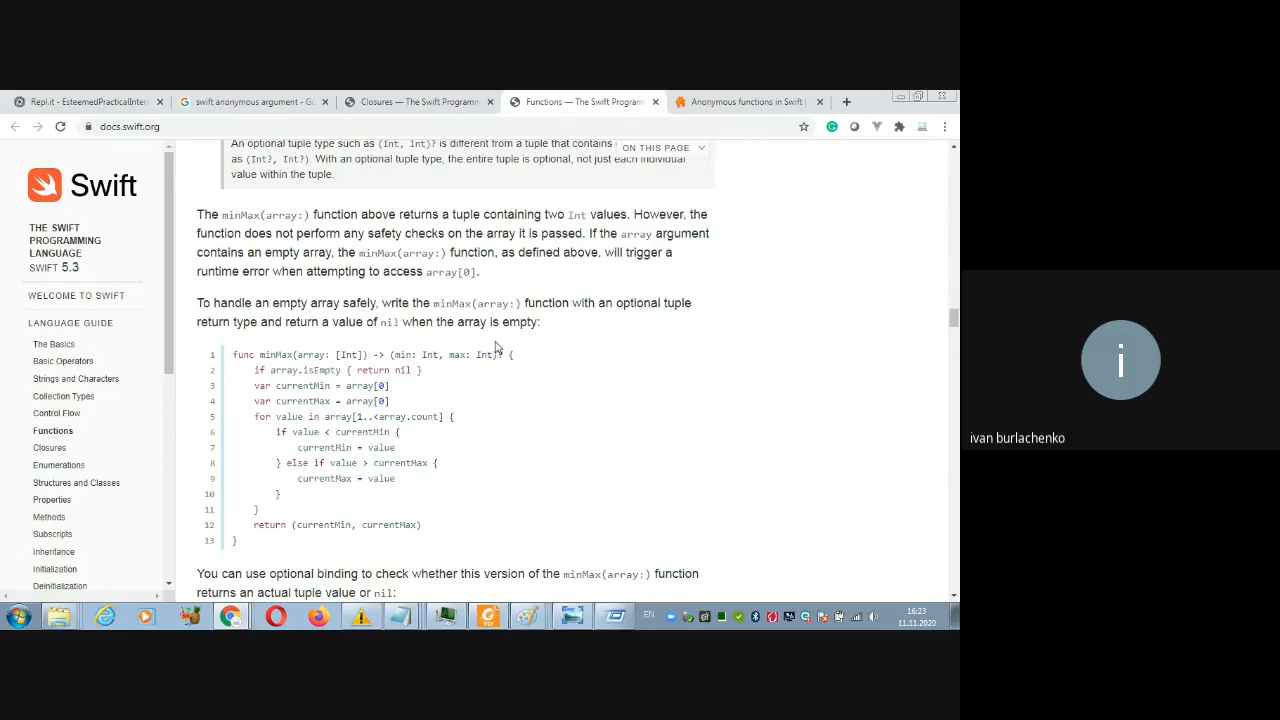 Repl.it - EsteemedPracticalInter
swift anonymous argument - Go
Closures — The Swift Programm
Functions — The Swift Program
Anonymous functions in Swift |
docs.swift.org
An optional tuple type such as (Int, Int)? is different from a tuple that contains
ON THIS PAGE
as (Int?, Int?). With an optional tuple type, the entire tuple is optional, not just each individual
value within the tuple.
Swift
THE SWIFT
PROGRAMMING
LANGUAGE
SWIFT 5.3
WELCOME TO SWIFT
LANGUAGE GUIDE
The Basics
Basic Operators
Strings and Characters
Collection Types
Control Flow
Functions
Closures
Enumerations
Structures and Classes
Properties
Methods
Subscripts
Inheritance
Initialization
Deinitialization
The minMax(array:) function above returns a tuple containing two Int values. However, the
function does not perform any safety checks on the array it is passed. If the array argument
contains an empty array, the minMax(array:) function, as defined above, will trigger a
runtime error when attempting to access array[0].
To handle an empty array safely, write the minMax(array:) function with an optional tuple
return type and return a value of nil when the array is empty:
1 func minMax(array: [Int]) -> (min: Int, max: Int)? {
2 if array.isEmpty { return nil }
3 var currentMin = array[0]
4 var currentMax = array[0]
5 for value in array[1..<array.count] {
6 if value < currentMin {
7 currentMin = value
8 } else if value > currentMax {
9 currentMax = value
10 }
11 }
12 return (currentMin, currentMax)
13 }
You can use optional binding to check whether this version of the minMax(array:) function
returns an actual tuple value or nil:
EN
16:23
11.11.2020
i
ivan burlachenko